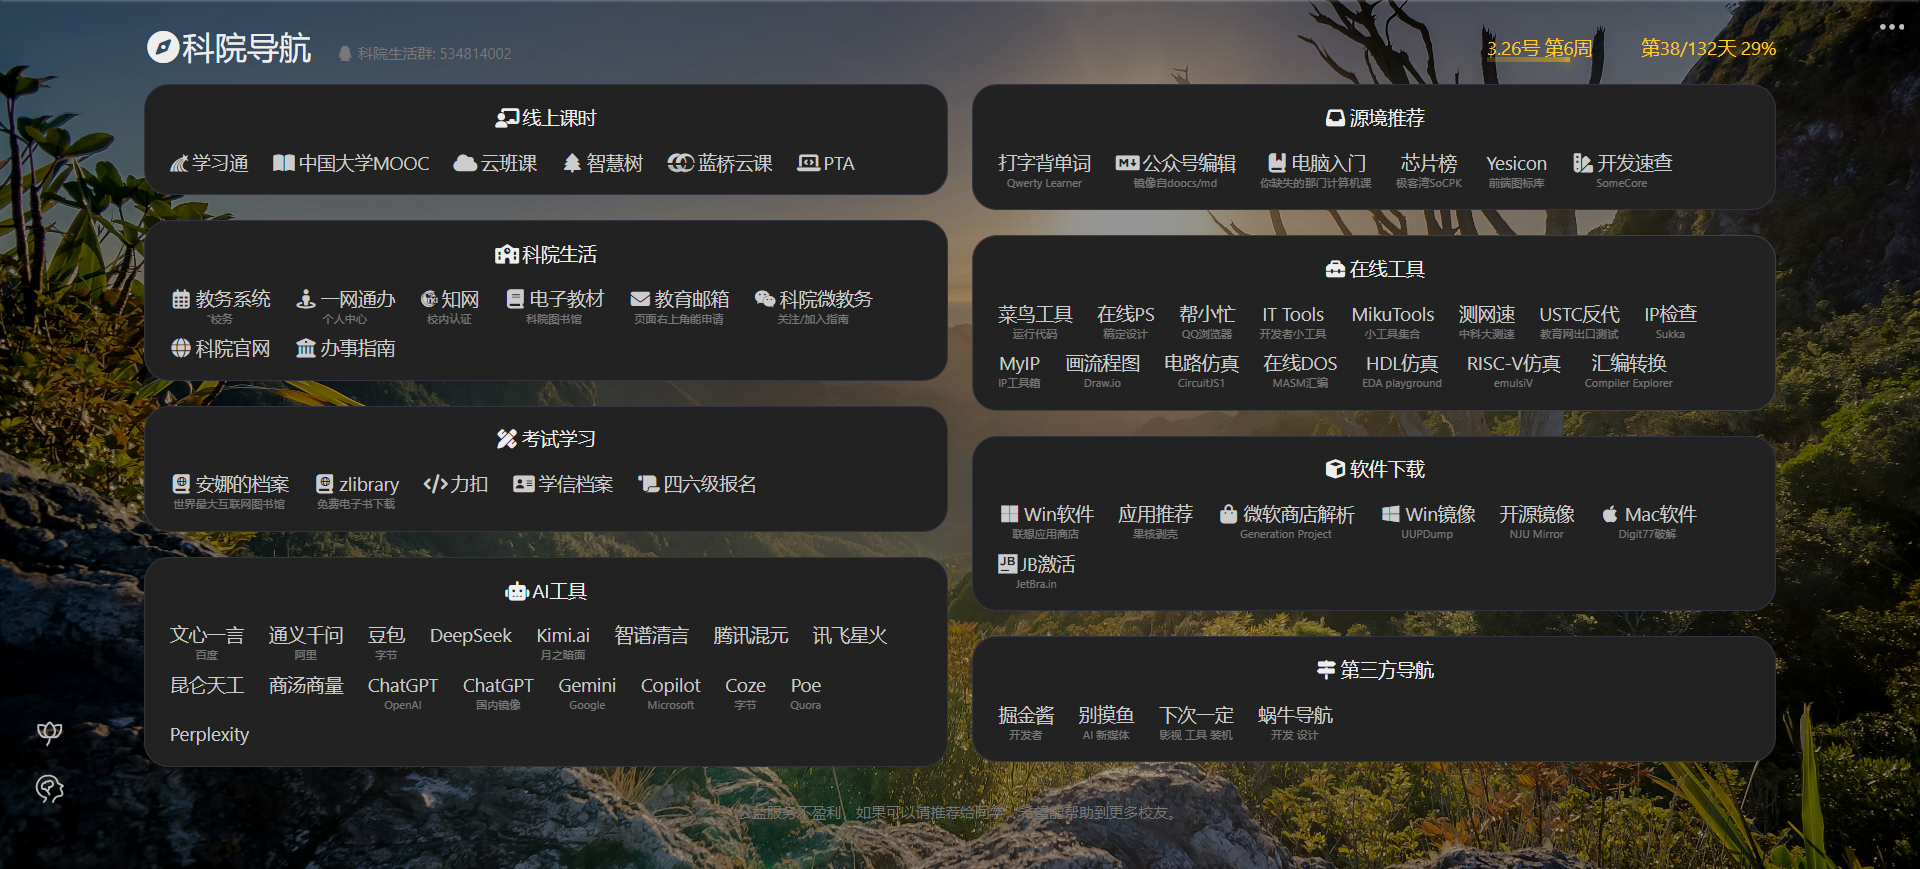 科院导航
科院生活群: 534814002
3.26号 第6周
第38/132天 29%
线上课时
学习通 中国大学MOOC 云班课 智慧树 蓝桥云课 PTA
科院生活
教务系统 一网通办 知网 电子教材 教育邮箱 科院微教务
校务 个人中心 校内认证 科院图书馆 页面右上角能申请 关注/加入指南
科院官网 办事指南
考试学习
安娜的档案 zlibrary 力扣 学信档案 四六级报名
世界最大互联网图书馆 免费电子书下载
AI工具
文心一言 通义千问 豆包 DeepSeek Kimi.ai 智谱清言 腾讯混元 讯飞星火
百度 阿里 字节 月之暗面
昆仑天工 商汤商量 ChatGPT ChatGPT Gemini Copilot Coze Poe
OpenAI 国内镜像 Google Microsoft 字节 Quora
Perplexity
源境推荐
打字背单词 公众号编辑 电脑入门 芯片榜 Yesicon 开发速查
Qwerty Learner 镜像自doocs/md 你缺失的那门计算机课 极客湾SoCPK 前端图标库 SomeCore
在线工具
菜鸟工具 在线PS 帮小忙 IT Tools MikuTools 测网速 USTC反代 IP检查
运行代码 稿定设计 QQ浏览器 开发者小工具 小工具集合 中科大测速 教育网出口测试 Sukka
MyIP 画流程图 电路仿真 在线DOS HDL仿真 RISC-V仿真 汇编转换
IP工具箱 Draw.io CircuitJS1 MASM汇编 EDA playground emulsiV Compiler Explorer
软件下载
Win软件 应用推荐 微软商店解析 Win镜像 开源镜像 Mac软件
联想应用商店 果核剥壳 Generation Project UUPDump NJU Mirror Digit77破解
JB JB激活
JetBra.in
第三方导航
掘金酱 别摸鱼 下次一定 蜗牛导航
开发者 AI 新媒体 影视 工具 装机 开发 设计
公益服务不盈利，如果可以请推荐给同学，希望能帮助到更多校友。